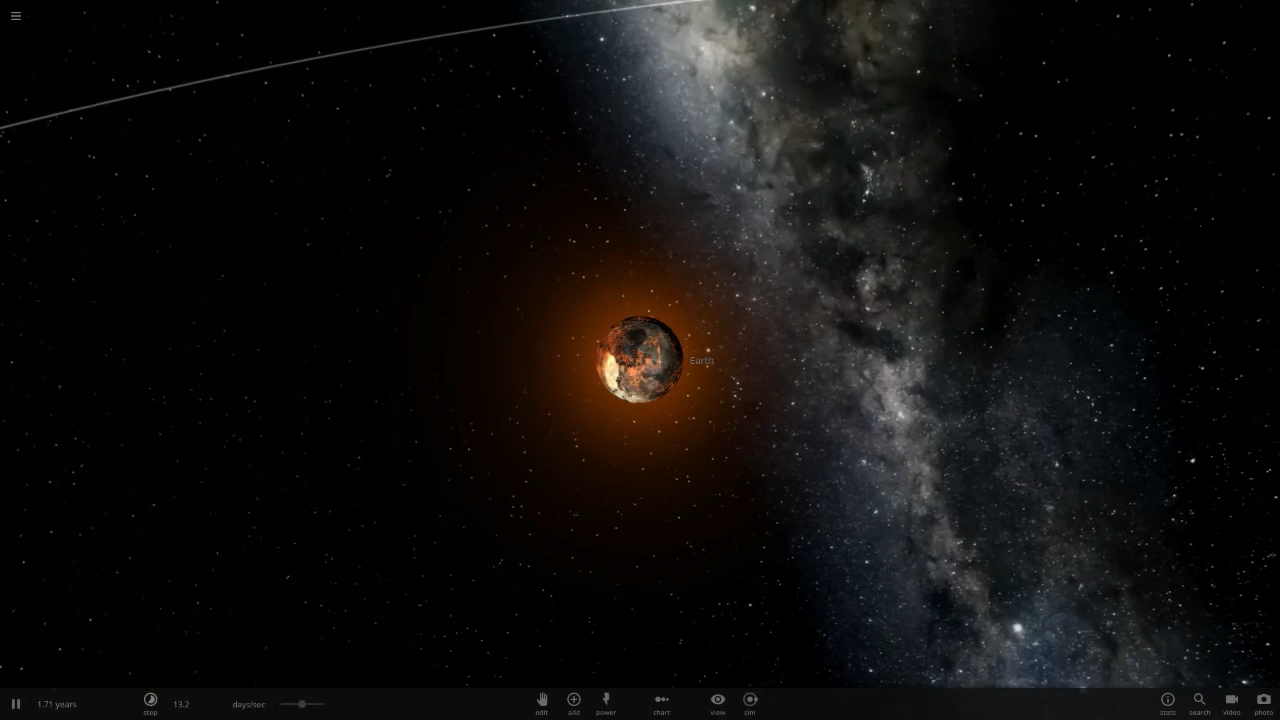 Earth
1.71 years
step
13.2
days/sec
edit
add
power
chart
view
sim
stats
search
video
photo